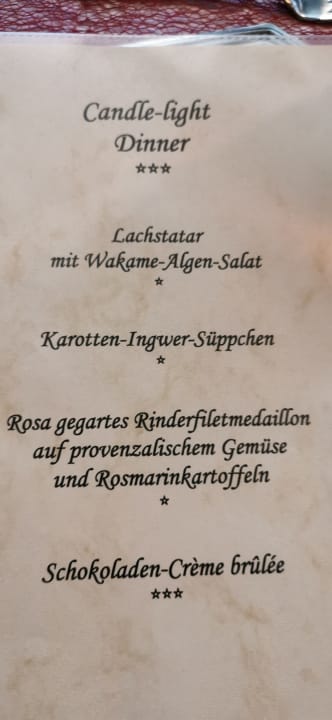 Candle-light
Dinner
***
Lachstatar
mit Wakame-Algen-Salat
*
Karotten-Ingwer-Süppchen
*
Rosa gegartes Rinderfiletmedaillon
auf provenzalischem Gemüse
und Rosmarinkartoffeln
*
Schokoladen-Crème brûlée
***